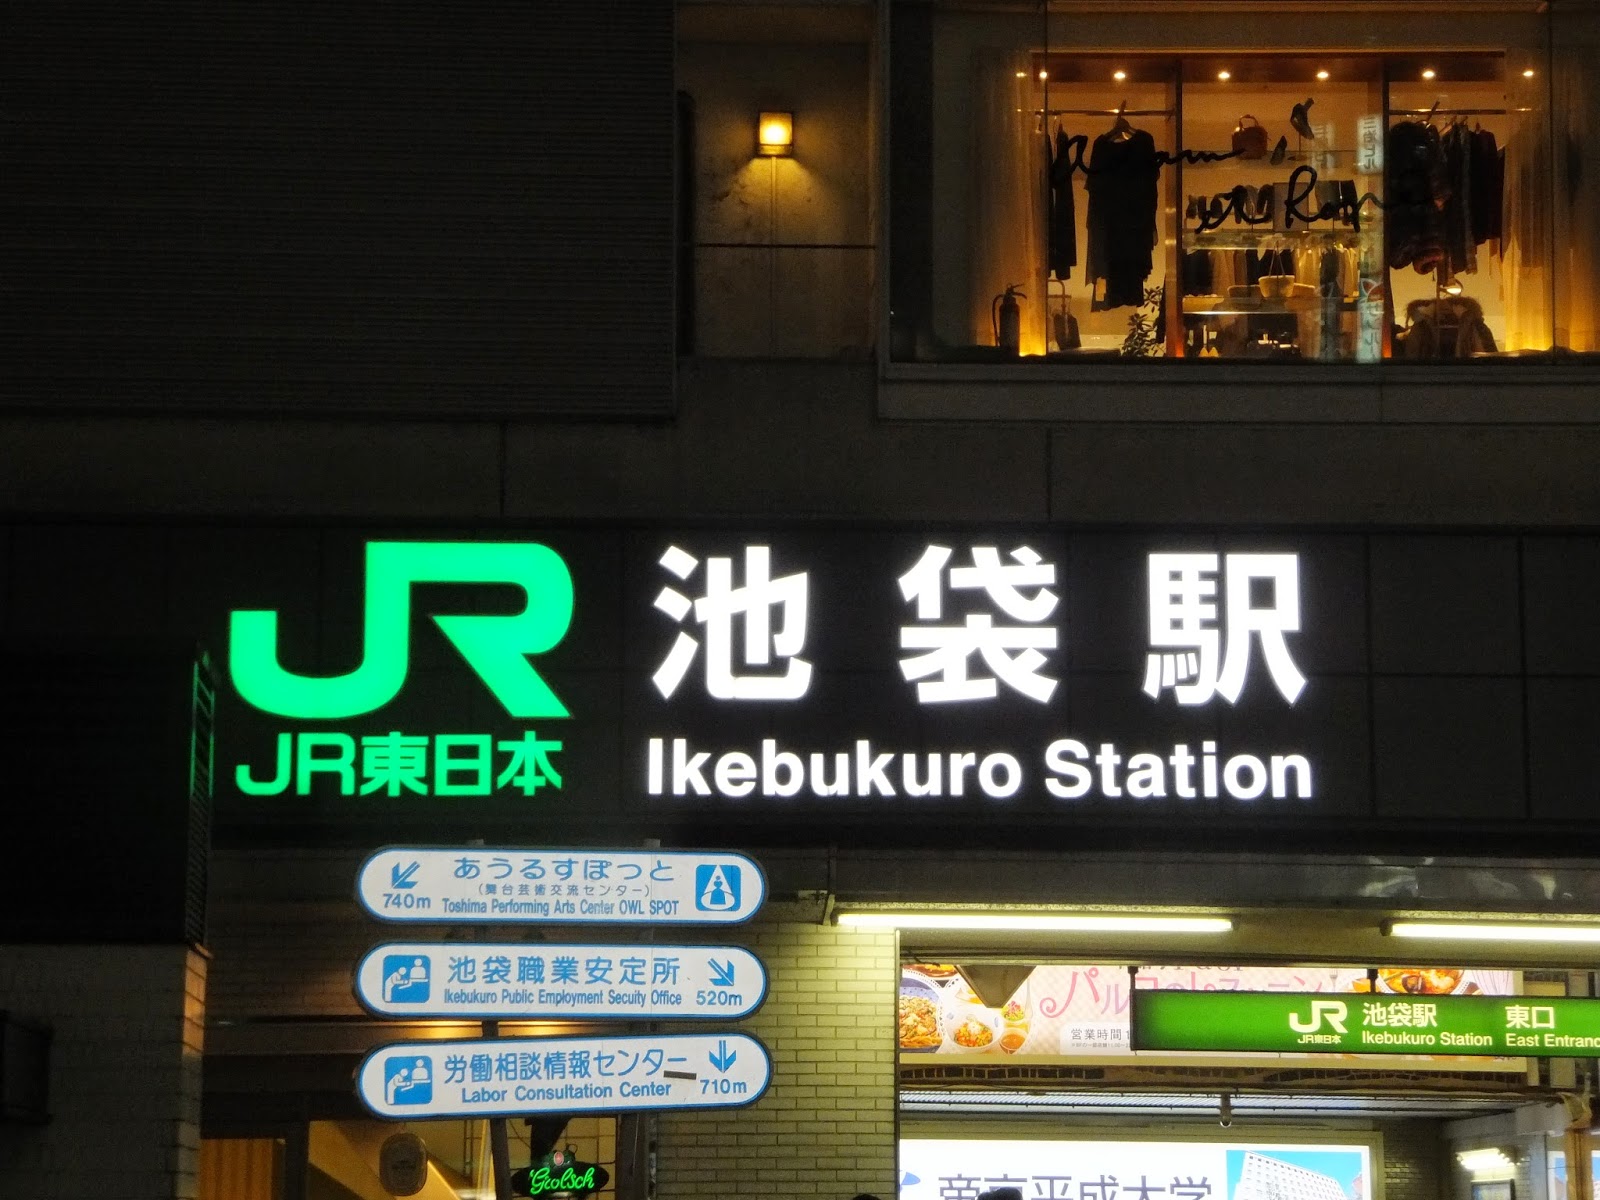 JR 池袋駅
JR東日本 Ikebukuro Station
あうるすぽっと
(舞台芸術交流センター)
740m Toshima Performing Arts Center OWL SPOT
池袋職業安定所
Ikebukuro Public Employment Secuity Office 520m
労働相談情報センター
Labor Consultation Center 710m
営業時間
JR 池袋駅 東口
JR東日本 Ikebukuro Station East Entranc
Grolsch
帝京平成大学